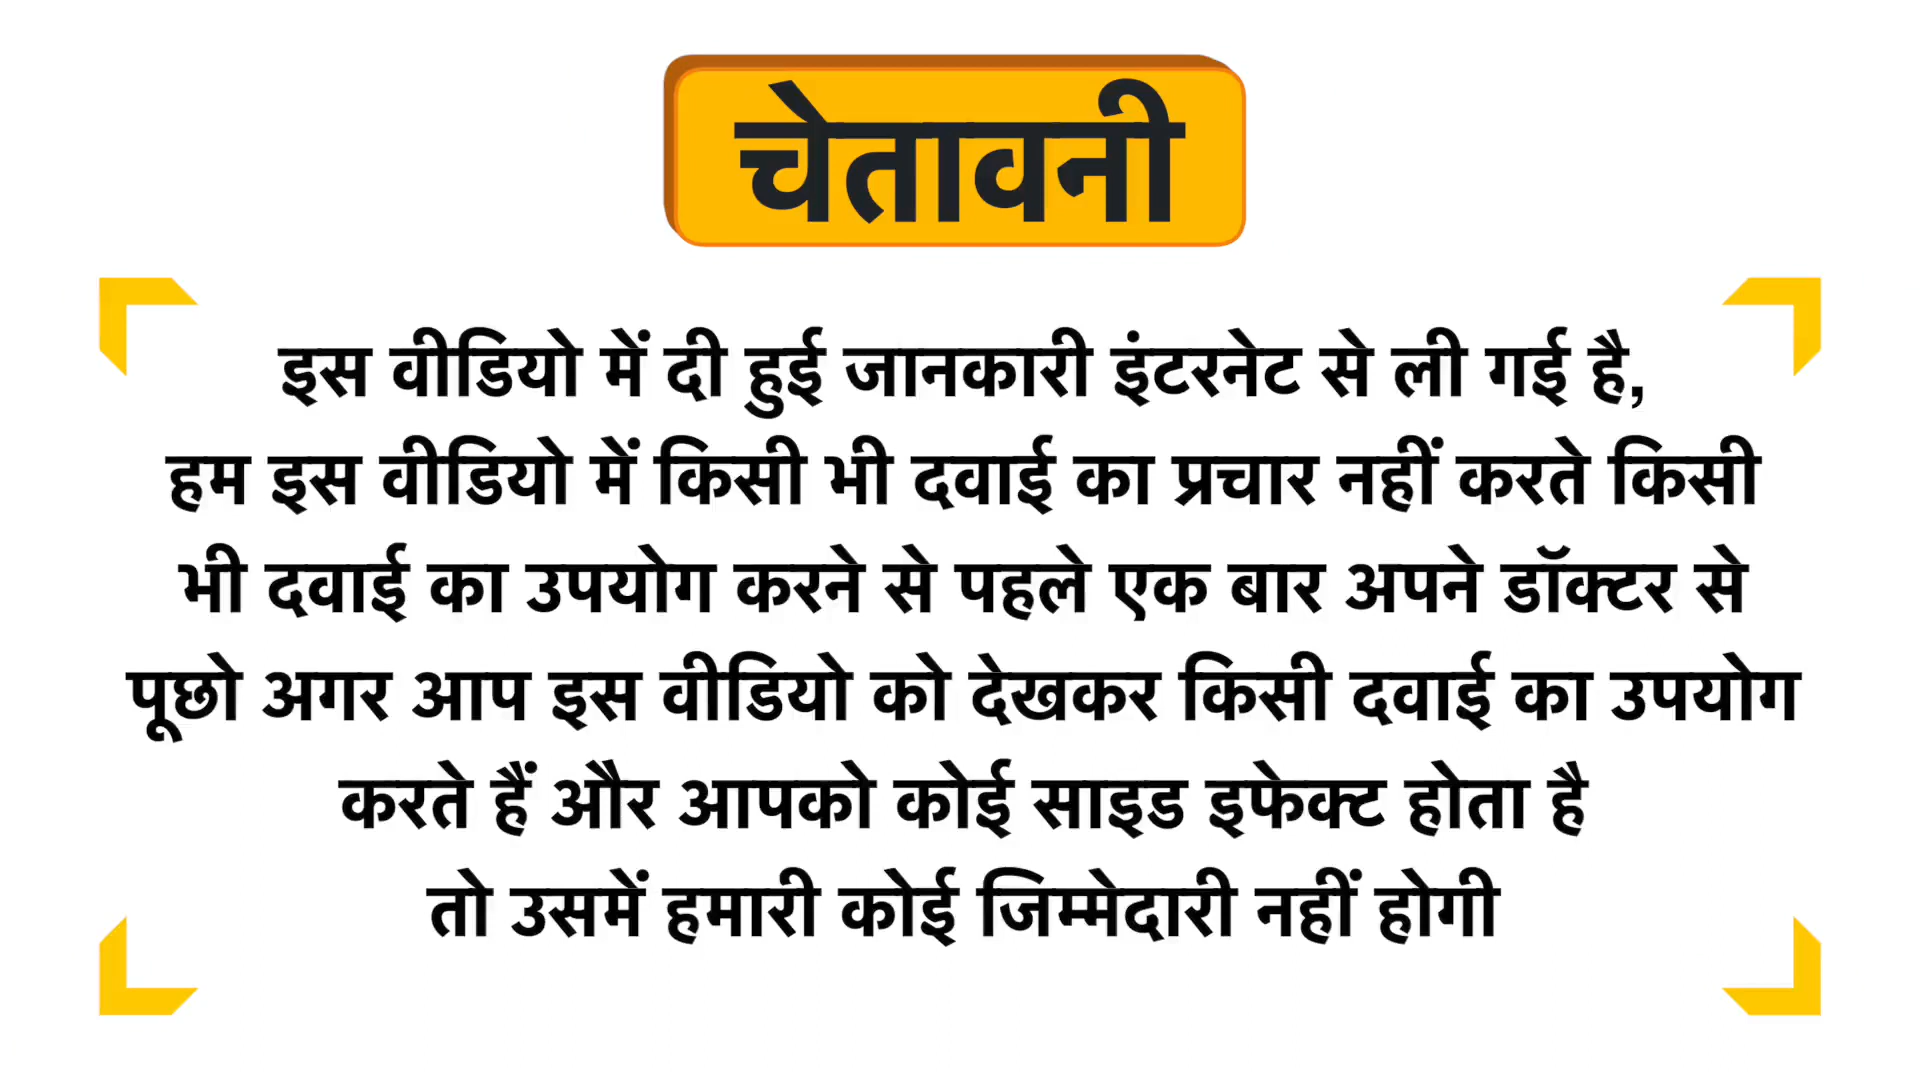 चेतावनी
इस वीडियो में दी हुई जानकारी इंटरनेट से ली गई है,
हम इस वीडियो में किसी भी दवाई का प्रचार नहीं करते किसी
भी दवाई का उपयोग करने से पहले एक बार अपने डॉक्टर से
पूछो अगर आप इस वीडियो को देखकर किसी दवाई का उपयोग
करते हैं और आपको कोई साइड इफेक्ट होता है
तो उसमें हमारी कोई जिम्मेदारी नहीं होगी